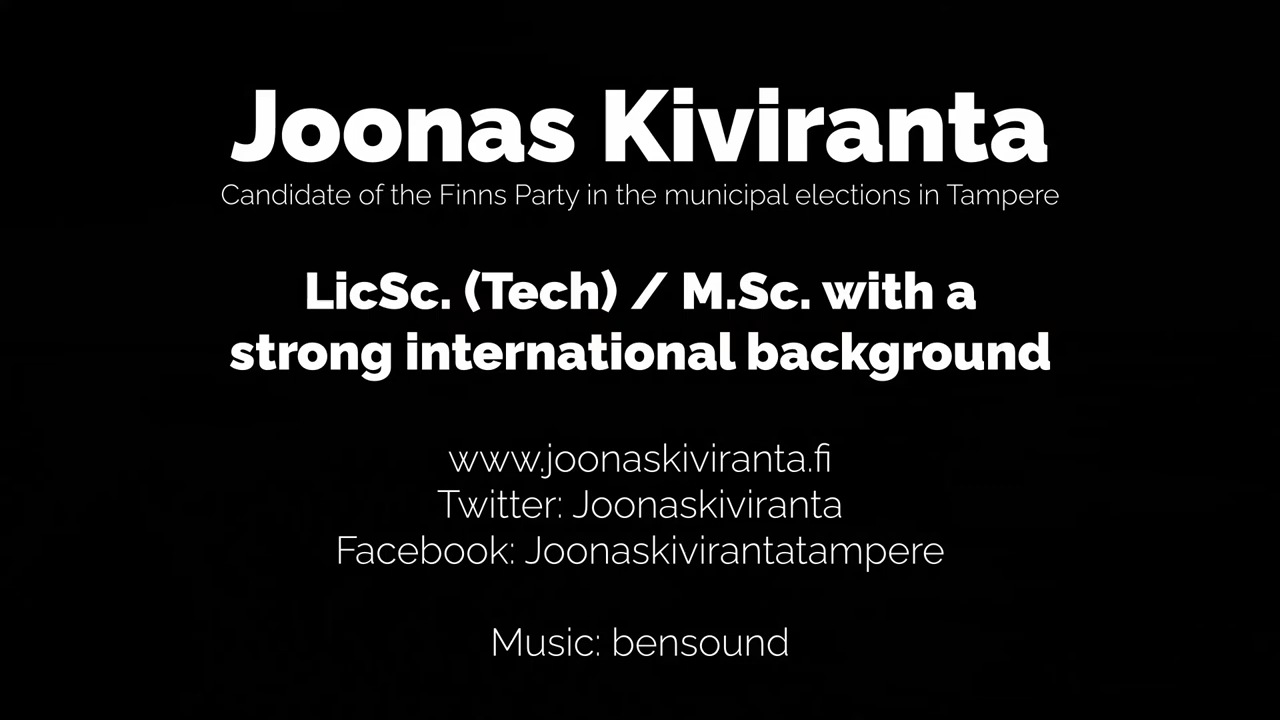 Joonas Kiviranta
Candidate of the Finns Party in the municipal elections in Tampere
LicSc. (Tech) / M.Sc. with a
strong international background
www.joonaskiviranta.fi
Twitter: Joonaskiviranta
Facebook: Joonaskivirantatampere
Music: bensound